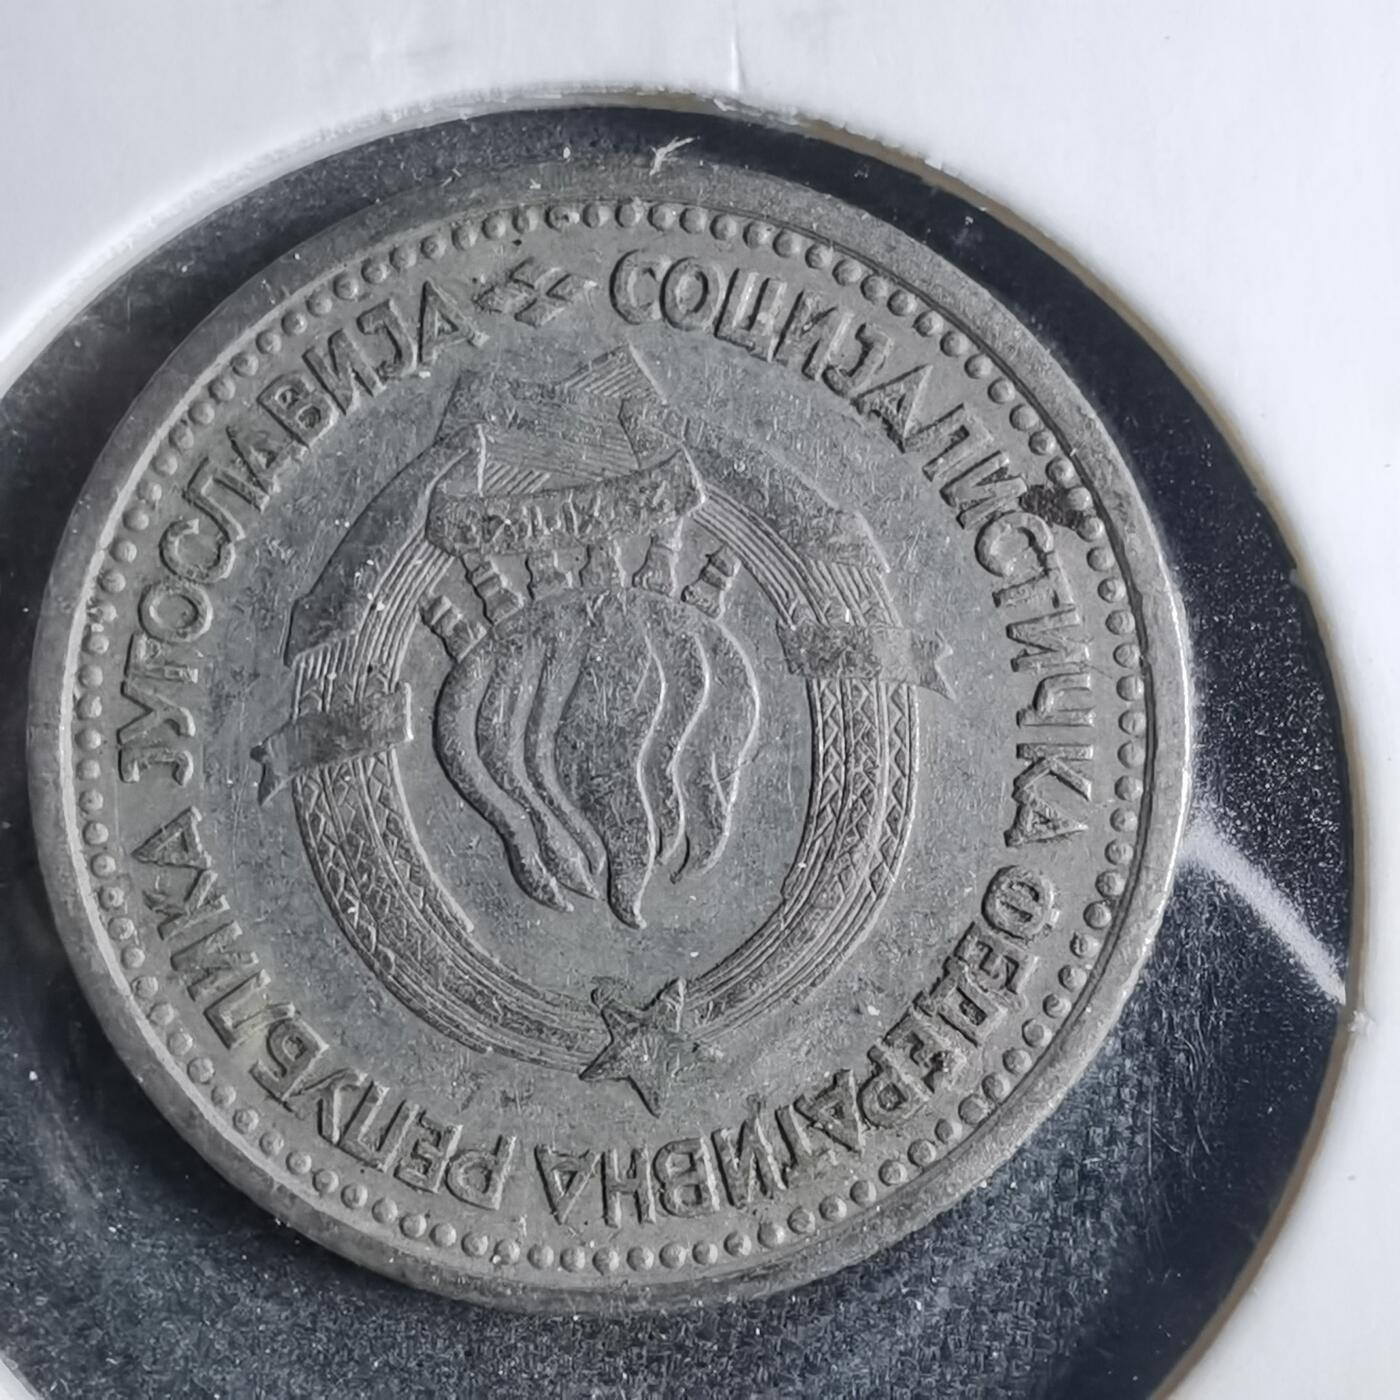 СОЦИЈАЛИСТИЧКА ФЕДЕРАТИВНА РЕПУБЛИКА ЈУГОСЛАВИЈА